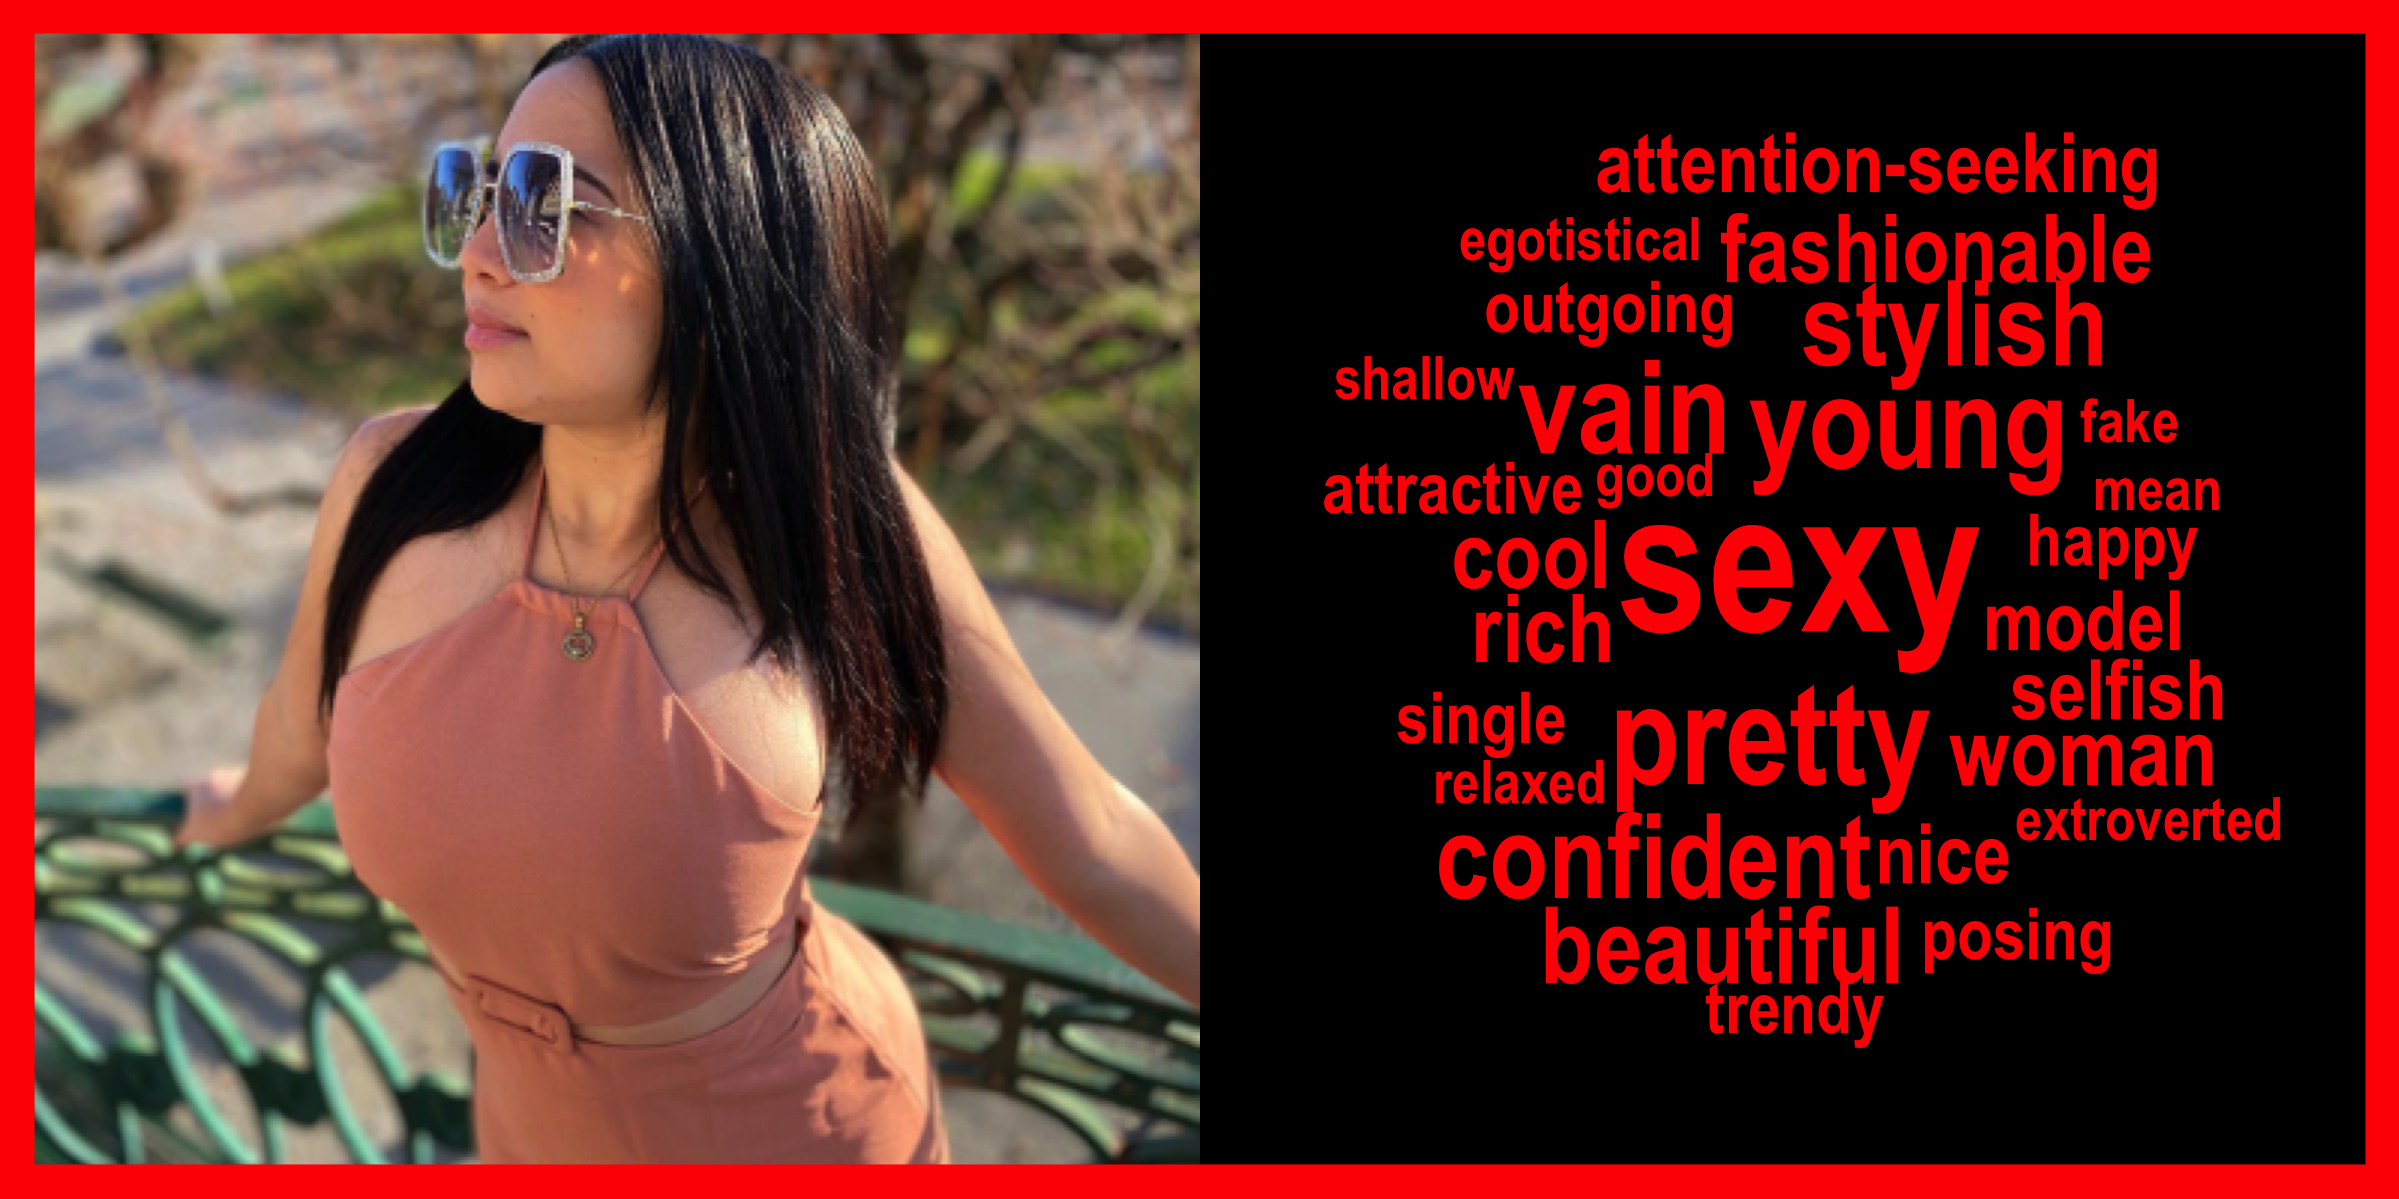 attention-seeking
egotistical fashionable
outgoing stylish
shallow vain young fake
attractive good mean
cool sexy happy
rich model
selfish
single pretty woman
relaxed extroverted
confident nice
beautiful posing
trendy